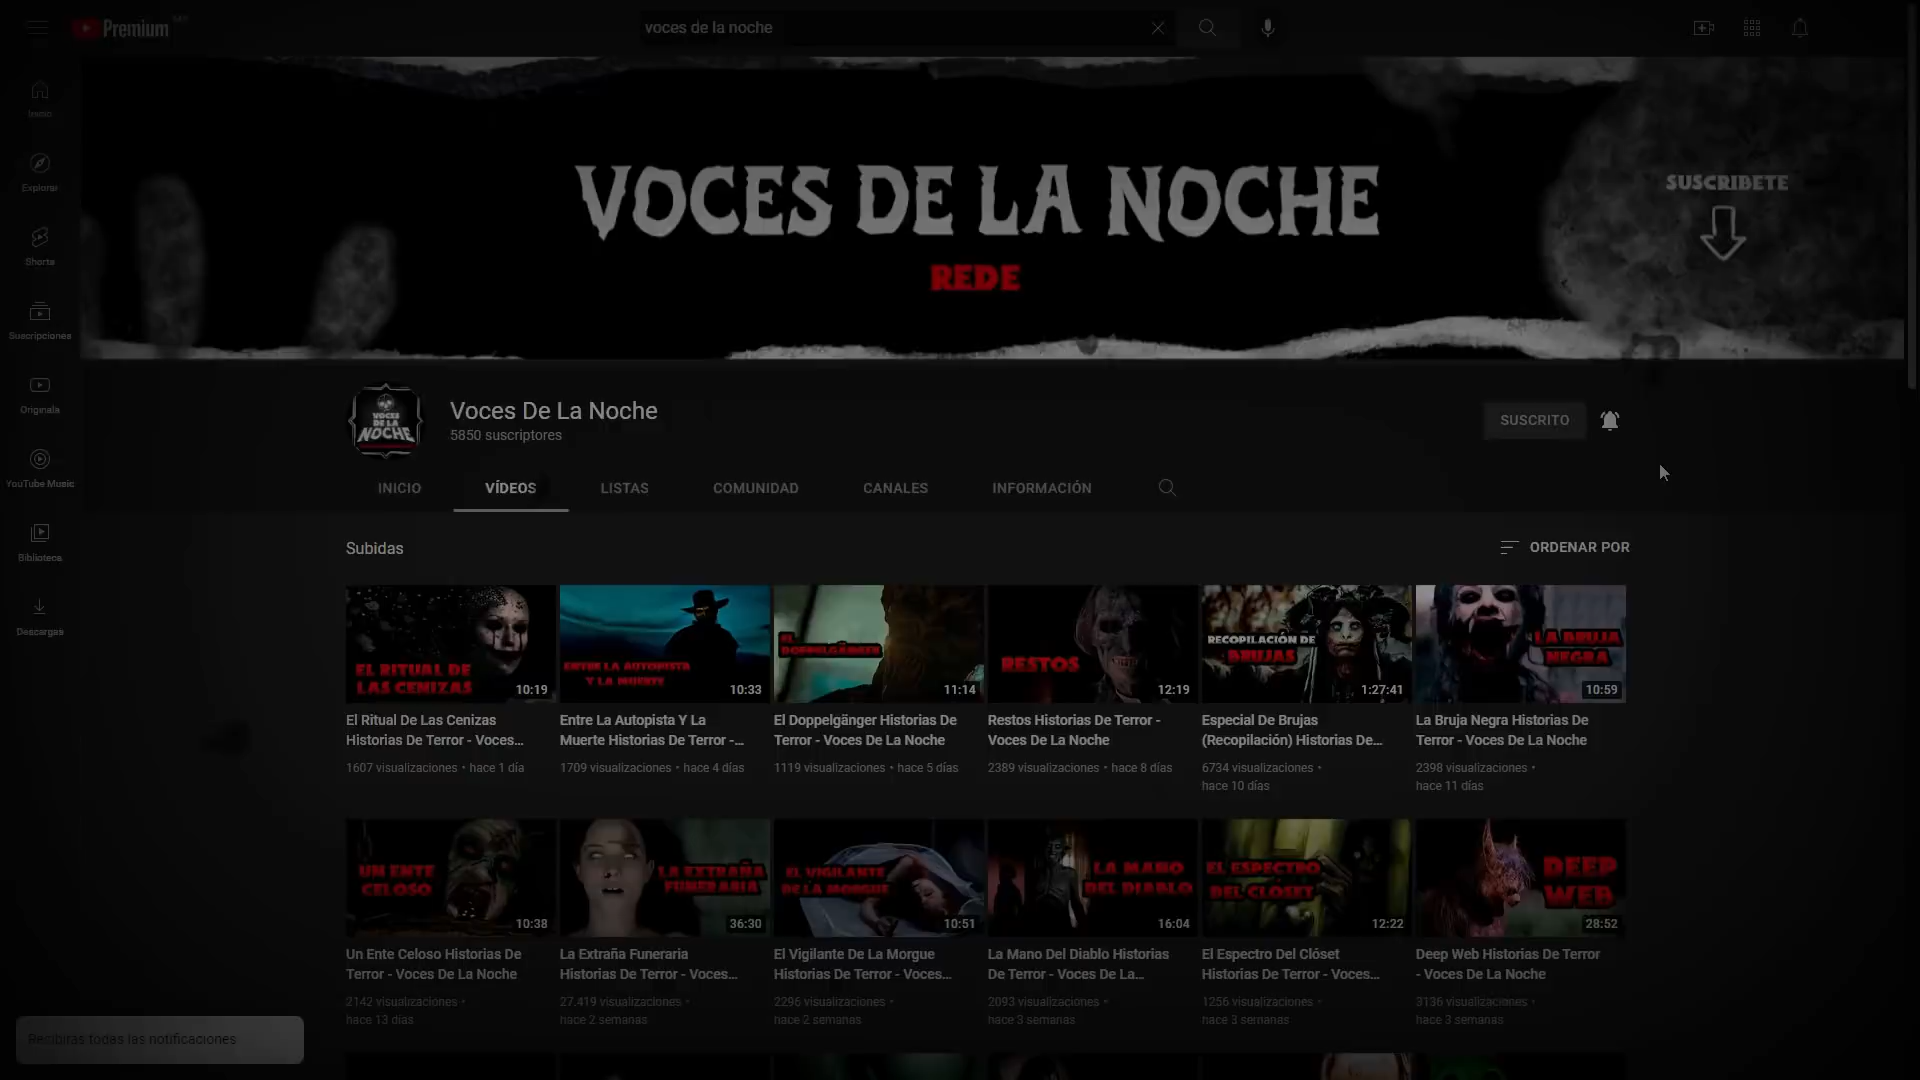 Premium
MX
voces de la noche
Inicio
Explorar
Shorts
Suscripciones
Originals
YouTube Music
Biblioteca
Descargas
VOCES DE LA NOCHE
REDE
SUSCRIBETE
VOCES
DE LA
NOCHE
Voces De La Noche
5850 suscriptores
SUSCRITO
INICIO
VÍDEOS
LISTAS
COMUNIDAD
CANALES
INFORMACIÓN
Subidas
ORDENAR POR
EL RITUAL DE
LAS CENIZAS
10:19
El Ritual De Las Cenizas
Historias De Terror - Voces...
1607 visualizaciones • hace 1 día
ENTRE LA AUTOPISTA
Y LA MUERTE
10:33
Entre La Autopista Y La
Muerte Historias De Terror -...
1709 visualizaciones • hace 4 días
EL
DOPPELGÄNGER
11:14
El Doppelgänger Historias De
Terror - Voces De La Noche
1119 visualizaciones • hace 5 días
RESTOS
12:19
Restos Historias De Terror -
Voces De La Noche
2389 visualizaciones • hace 8 días
RECOPILACIÓN DE
BRUJAS
1:27:41
Especial De Brujas
(Recopilación) Historias De...
6734 visualizaciones •
hace 10 días
LA BRUJA
NEGRA
10:59
La Bruja Negra Historias De
Terror - Voces De La Noche
2398 visualizaciones •
hace 11 días
UN ENTE
CELOSO
10:38
Un Ente Celoso Historias De
Terror - Voces De La Noche
2142 visualizaciones •
hace 13 días
LA EXTRAÑA
FUNERARIA
36:30
La Extraña Funeraria
Historias De Terror - Voces...
27.419 visualizaciones •
hace 2 semanas
EL VIGILANTE
DE LA MORGUE
10:51
El Vigilante De La Morgue
Historias De Terror - Voces...
2296 visualizaciones •
hace 2 semanas
LA MANO
DEL DIABLO
16:04
La Mano Del Diablo Historias
De Terror - Voces De La...
2093 visualizaciones •
hace 3 semanas
EL ESPECTRO
DEL CLÓSET
12:22
El Espectro Del Clóset
Historias De Terror - Voces...
1256 visualizaciones •
hace 3 semanas
DEEP
WEB
28:52
Deep Web Historias De Terror
- Voces De La Noche
3136 visualizaciones •
hace 3 semanas
Recibirás todas las notificaciones